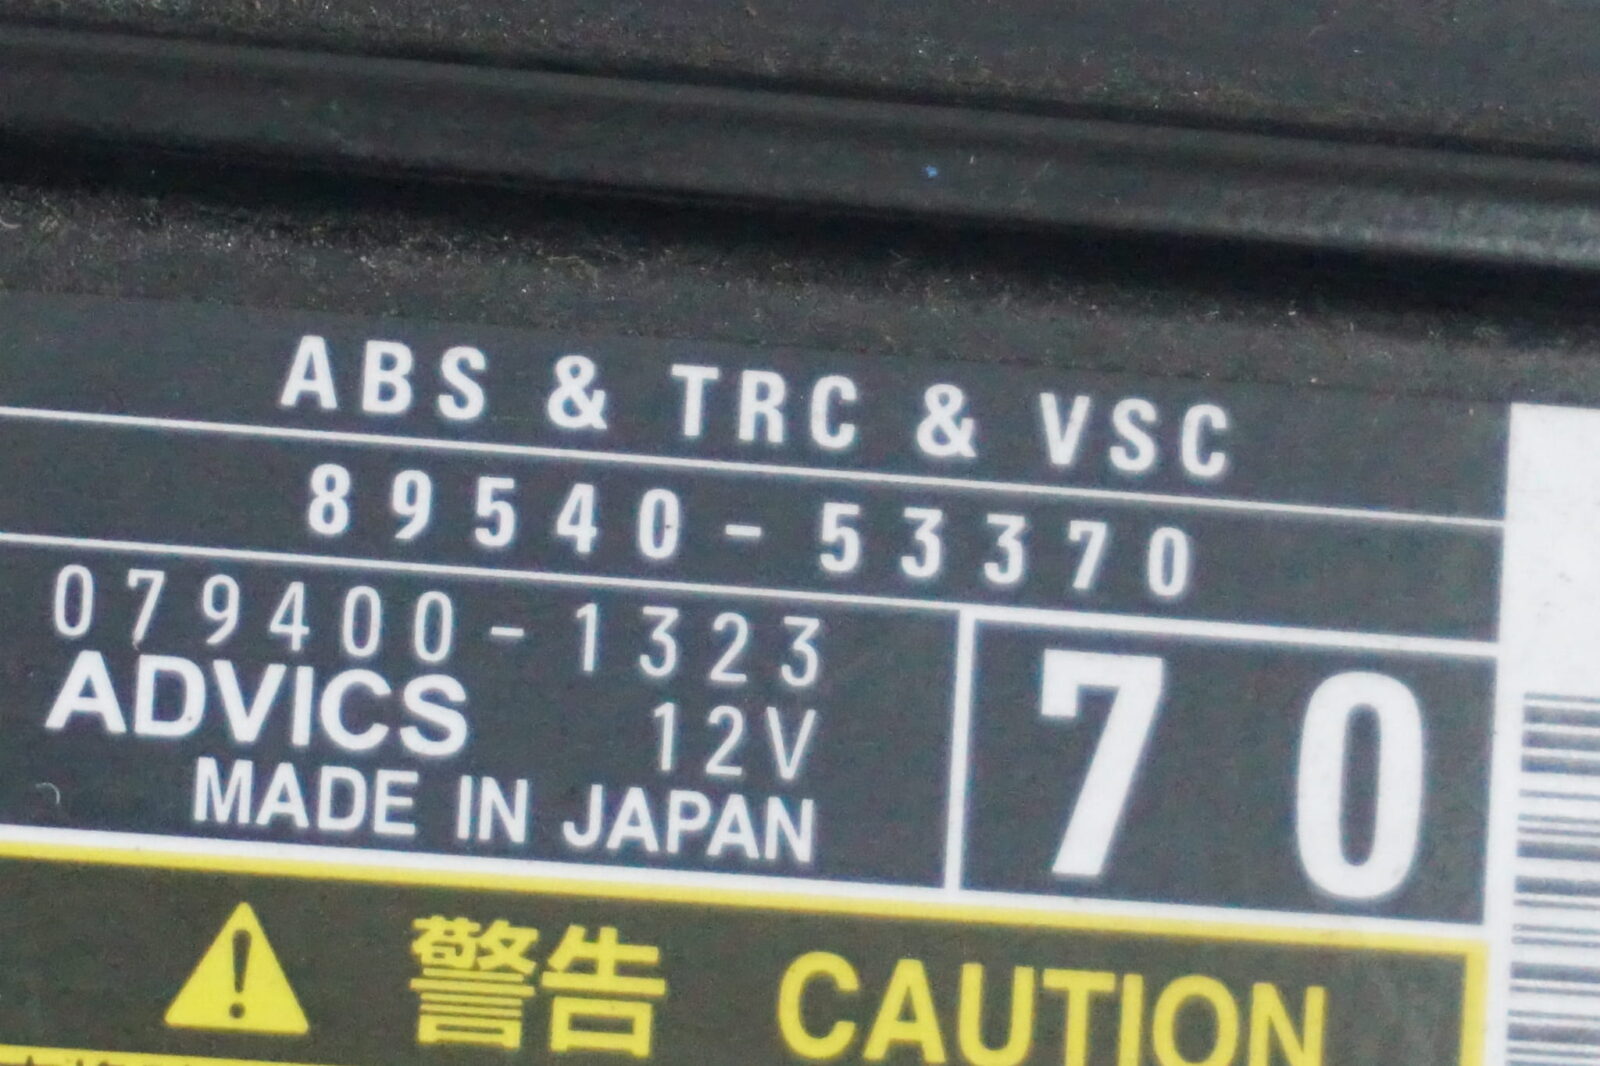 ABS & TRC & VSC
89540-53370
079400-1323
ADVICS 12V
MADE IN JAPAN
70
警告 CAUTION